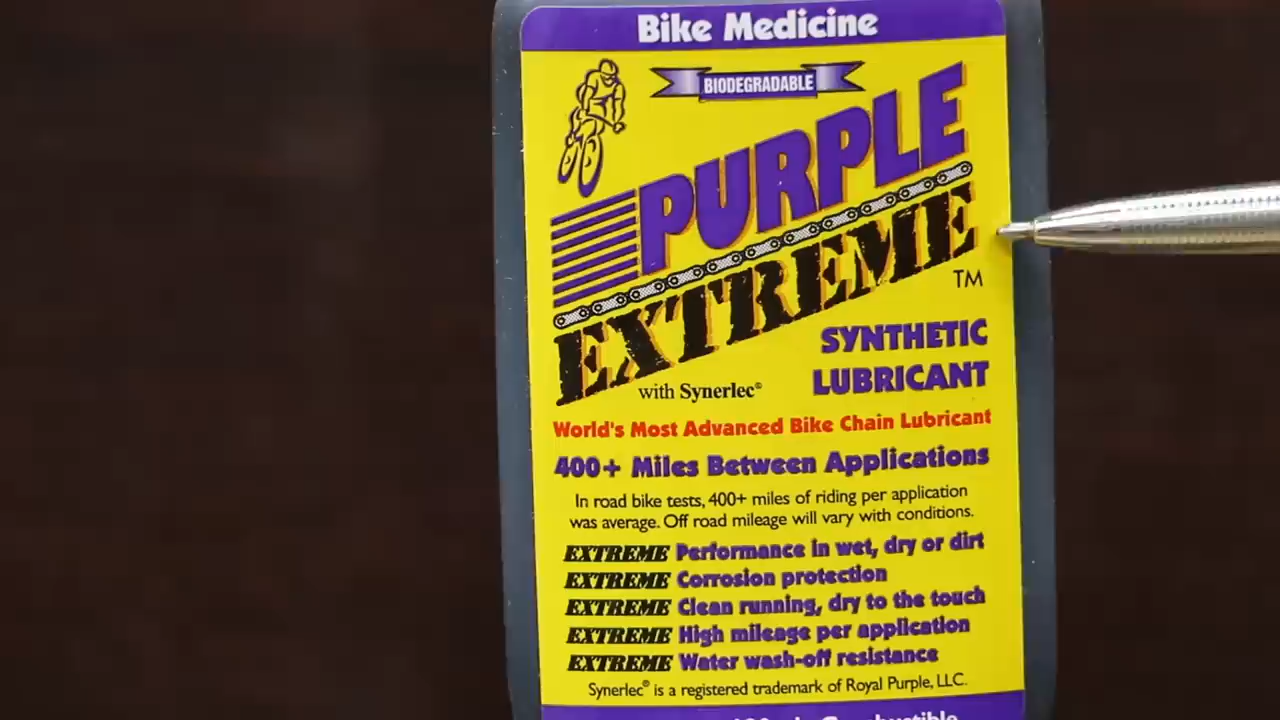 Bike Medicine
BIODEGRADABLE
PURPLE
EXTREME
TM
SYNTHETIC
LUBRICANT
with Synerlec®
World's Most Advanced Bike Chain Lubricant
400+ Miles Between Applications
In road bike tests, 400+ miles of riding per application
was average. Off road mileage will vary with conditions.
EXTREME Performance in wet, dry or dirt
EXTREME Corrosion protection
EXTREME Clean running, dry to the touch
EXTREME High mileage per application
EXTREME Water wash-off resistance
Synerlec® is a registered trademark of Royal Purple, LLC.